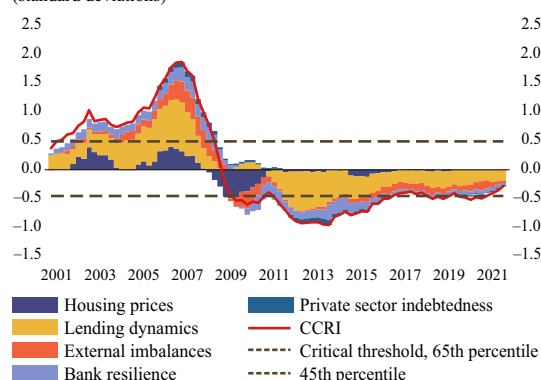 (standard deviations)
2.5 2.5
2.0 2.0
1.5 1.5
1.0 1.0
0.5 0.5
0.0 0.0
–0.5 –0.5
–1.0 –1.0
–1.5 –1.5
2001 2003 2005 2007 2009 2011 2013 2015 2017 2019 2021
Housing prices Private sector indebtedness
Lending dynamics CCRI
External imbalances Critical threshold, 65th percentile
Bank resilience 45th percentile